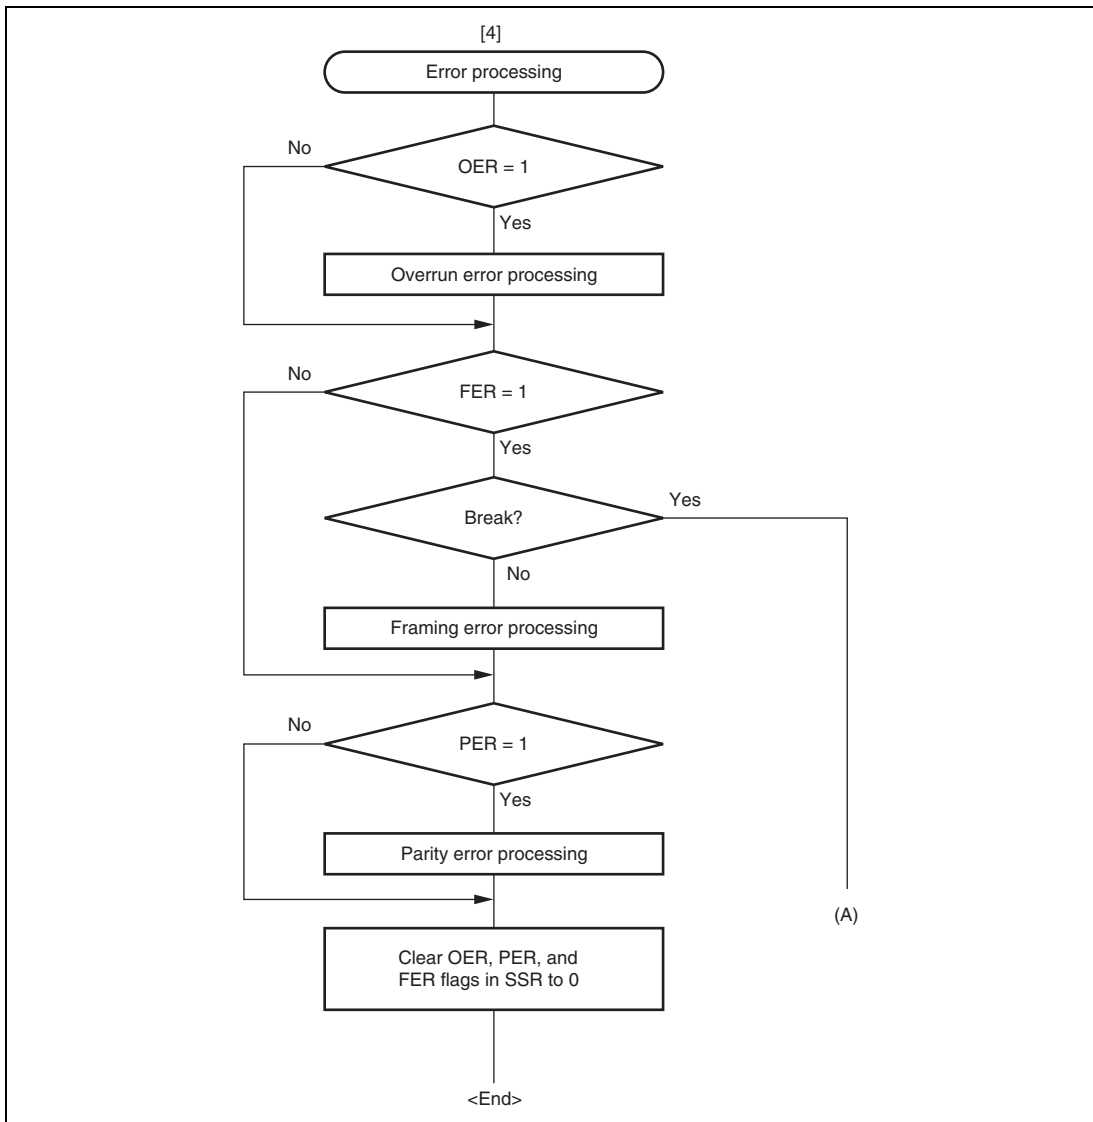 [4]
Error processing
No
OER = 1
Yes
Overrun error processing
No
FER = 1
Yes
Break?
Yes
No
Framing error processing
No
PER = 1
Yes
Parity error processing
(A)
Clear OER, PER, and
FER flags in SSR to 0
<End>